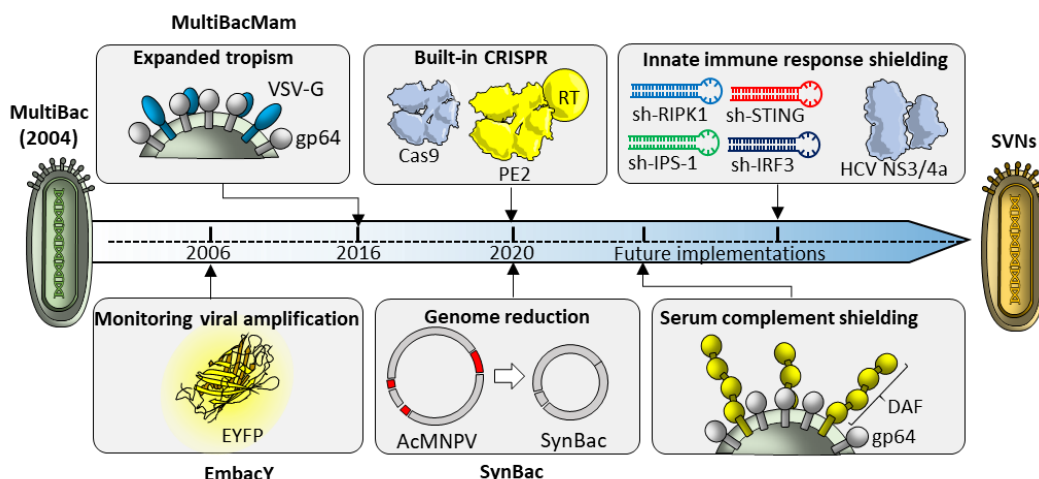 MultiBacMam
Expanded tropism
VSV-G
gp64
Built-in CRISPR
RT
Cas9
PE2
Innate immune response shielding
sh-RIPK1
sh-STING
sh-IPS-1
sh-IRF3
HCV NS3/4a
MultiBac
(2004)
SVNs
2006
2016
2020
Future implementations
Monitoring viral amplification
EYFP
EmbacY
Genome reduction
AcMNPV
SynBac
SynBac
Serum complement shielding
DAF
gp64